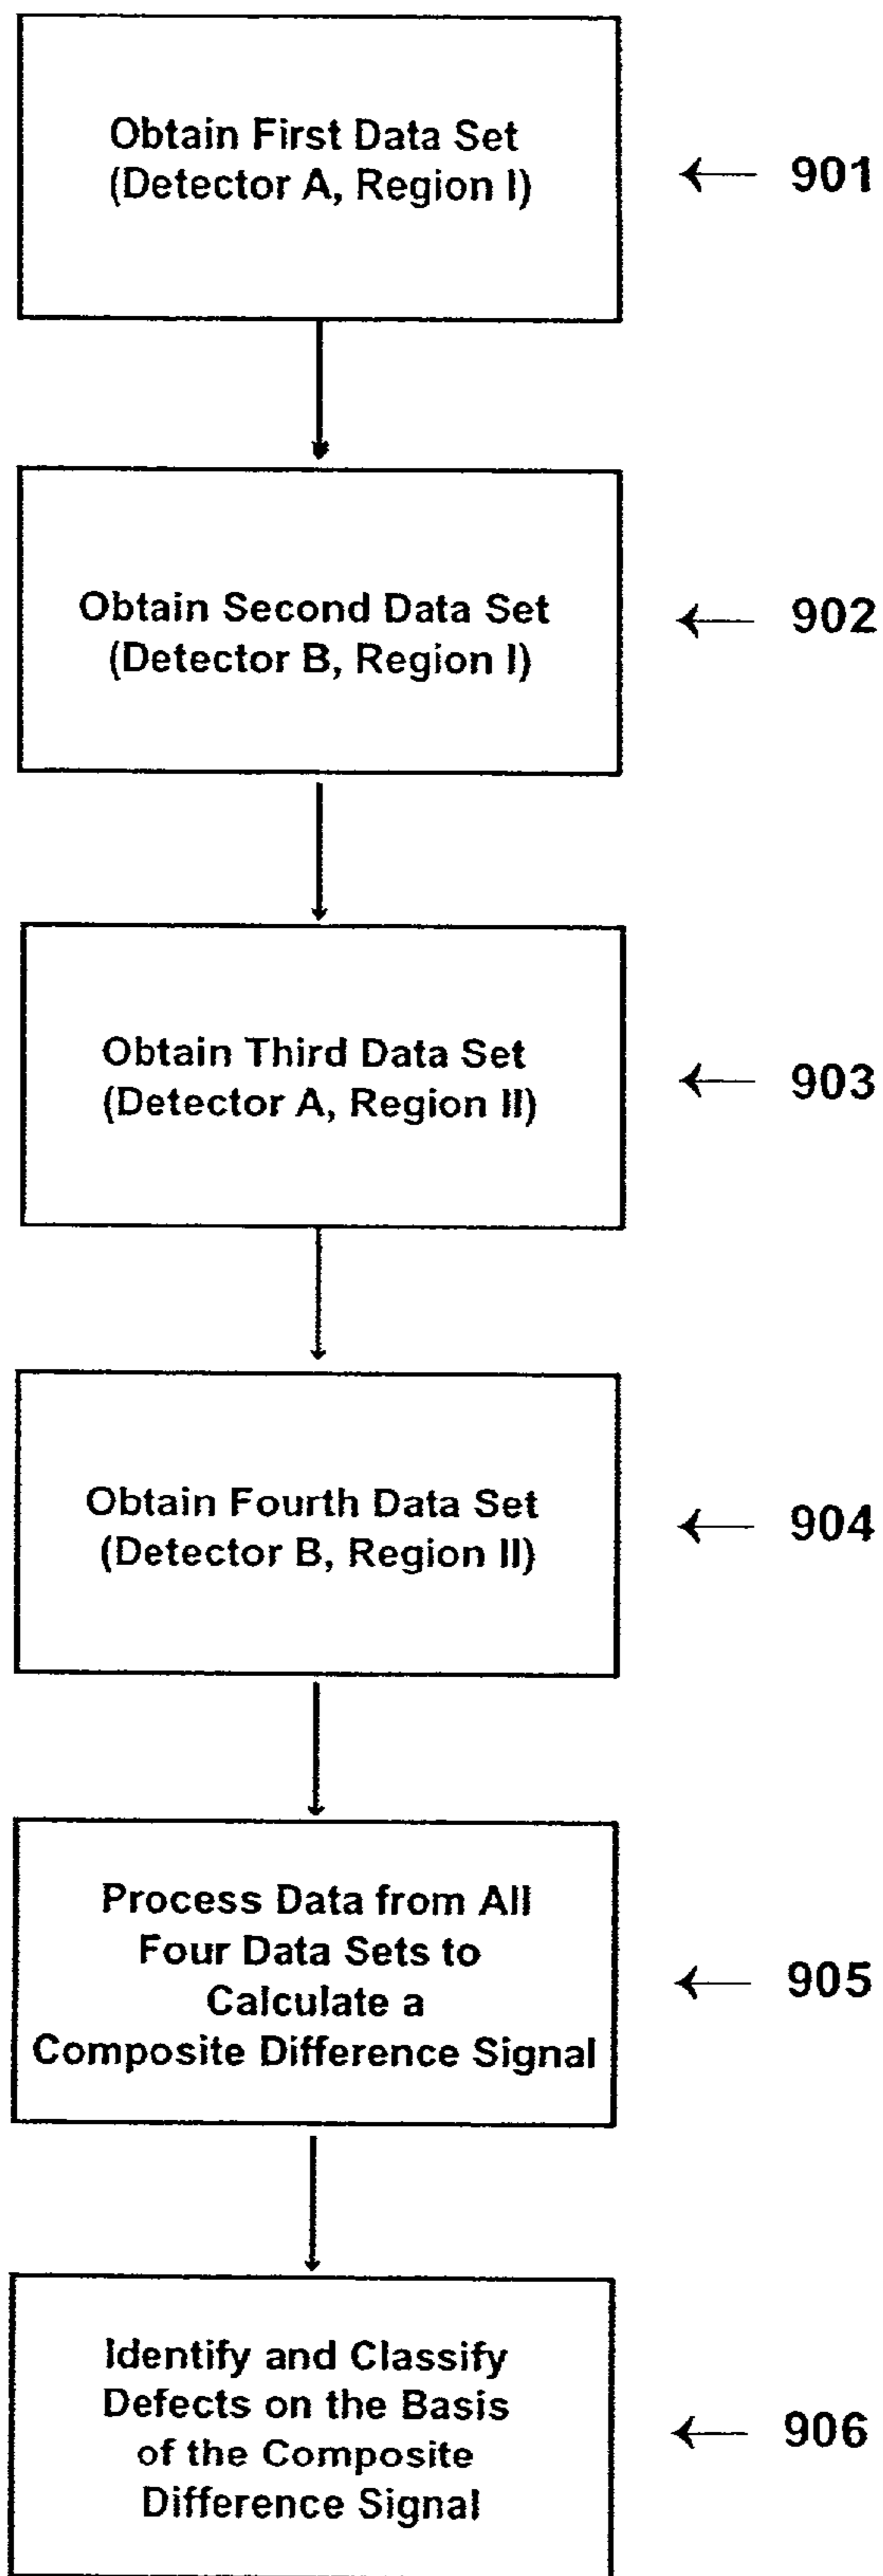 Obtain First Data Set
(Detector A, Region I)
901
Obtain Second Data Set
(Detector B, Region I)
902
Obtain Third Data Set
(Detector A, Region II)
903
Obtain Fourth Data Set
(Detector B, Region II)
904
Process Data from All
Four Data Sets to
Calculate a
Composite Difference Signal
905
Identify and Classify
Defects on the Basis
of the Composite
Difference Signal
906